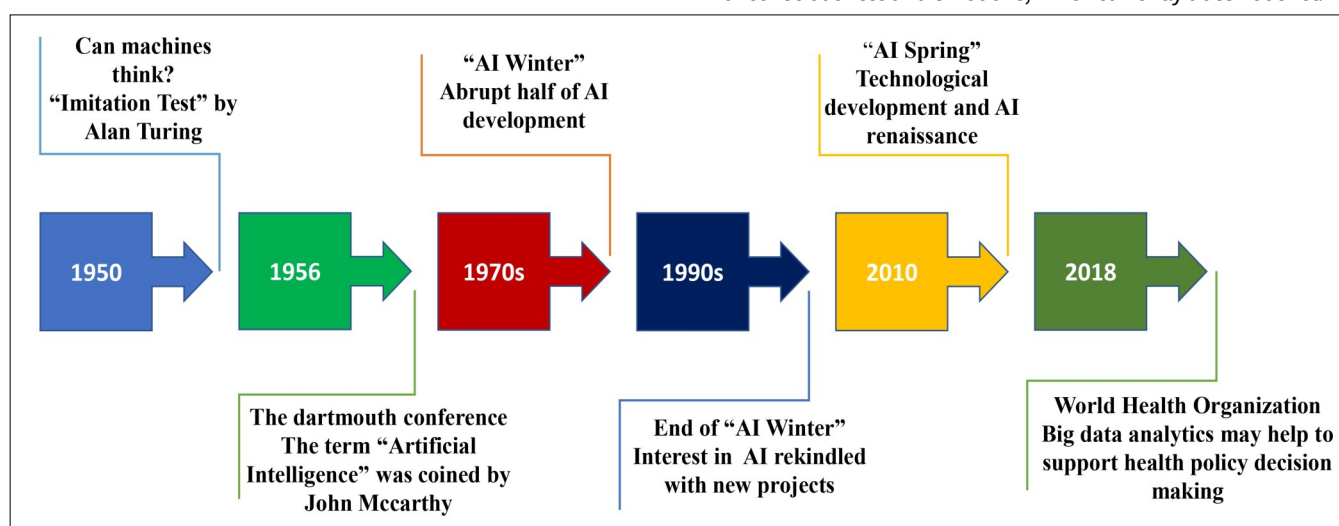 Can machines
think?
“Imitation Test” by
Alan Turing
“AI Winter”
Abrupt half of AI
development
“AI Spring”
Technological
development and AI
renaissance
1950
1956
1970s
1990s
2010
2018
The dartmouth conference
The term “Artificial
Intelligence” was coined by
John Mccarthy
End of “AI Winter”
Interest in AI rekindled
with new projects
World Health Organization
Big data analytics may help to
support health policy decision
making